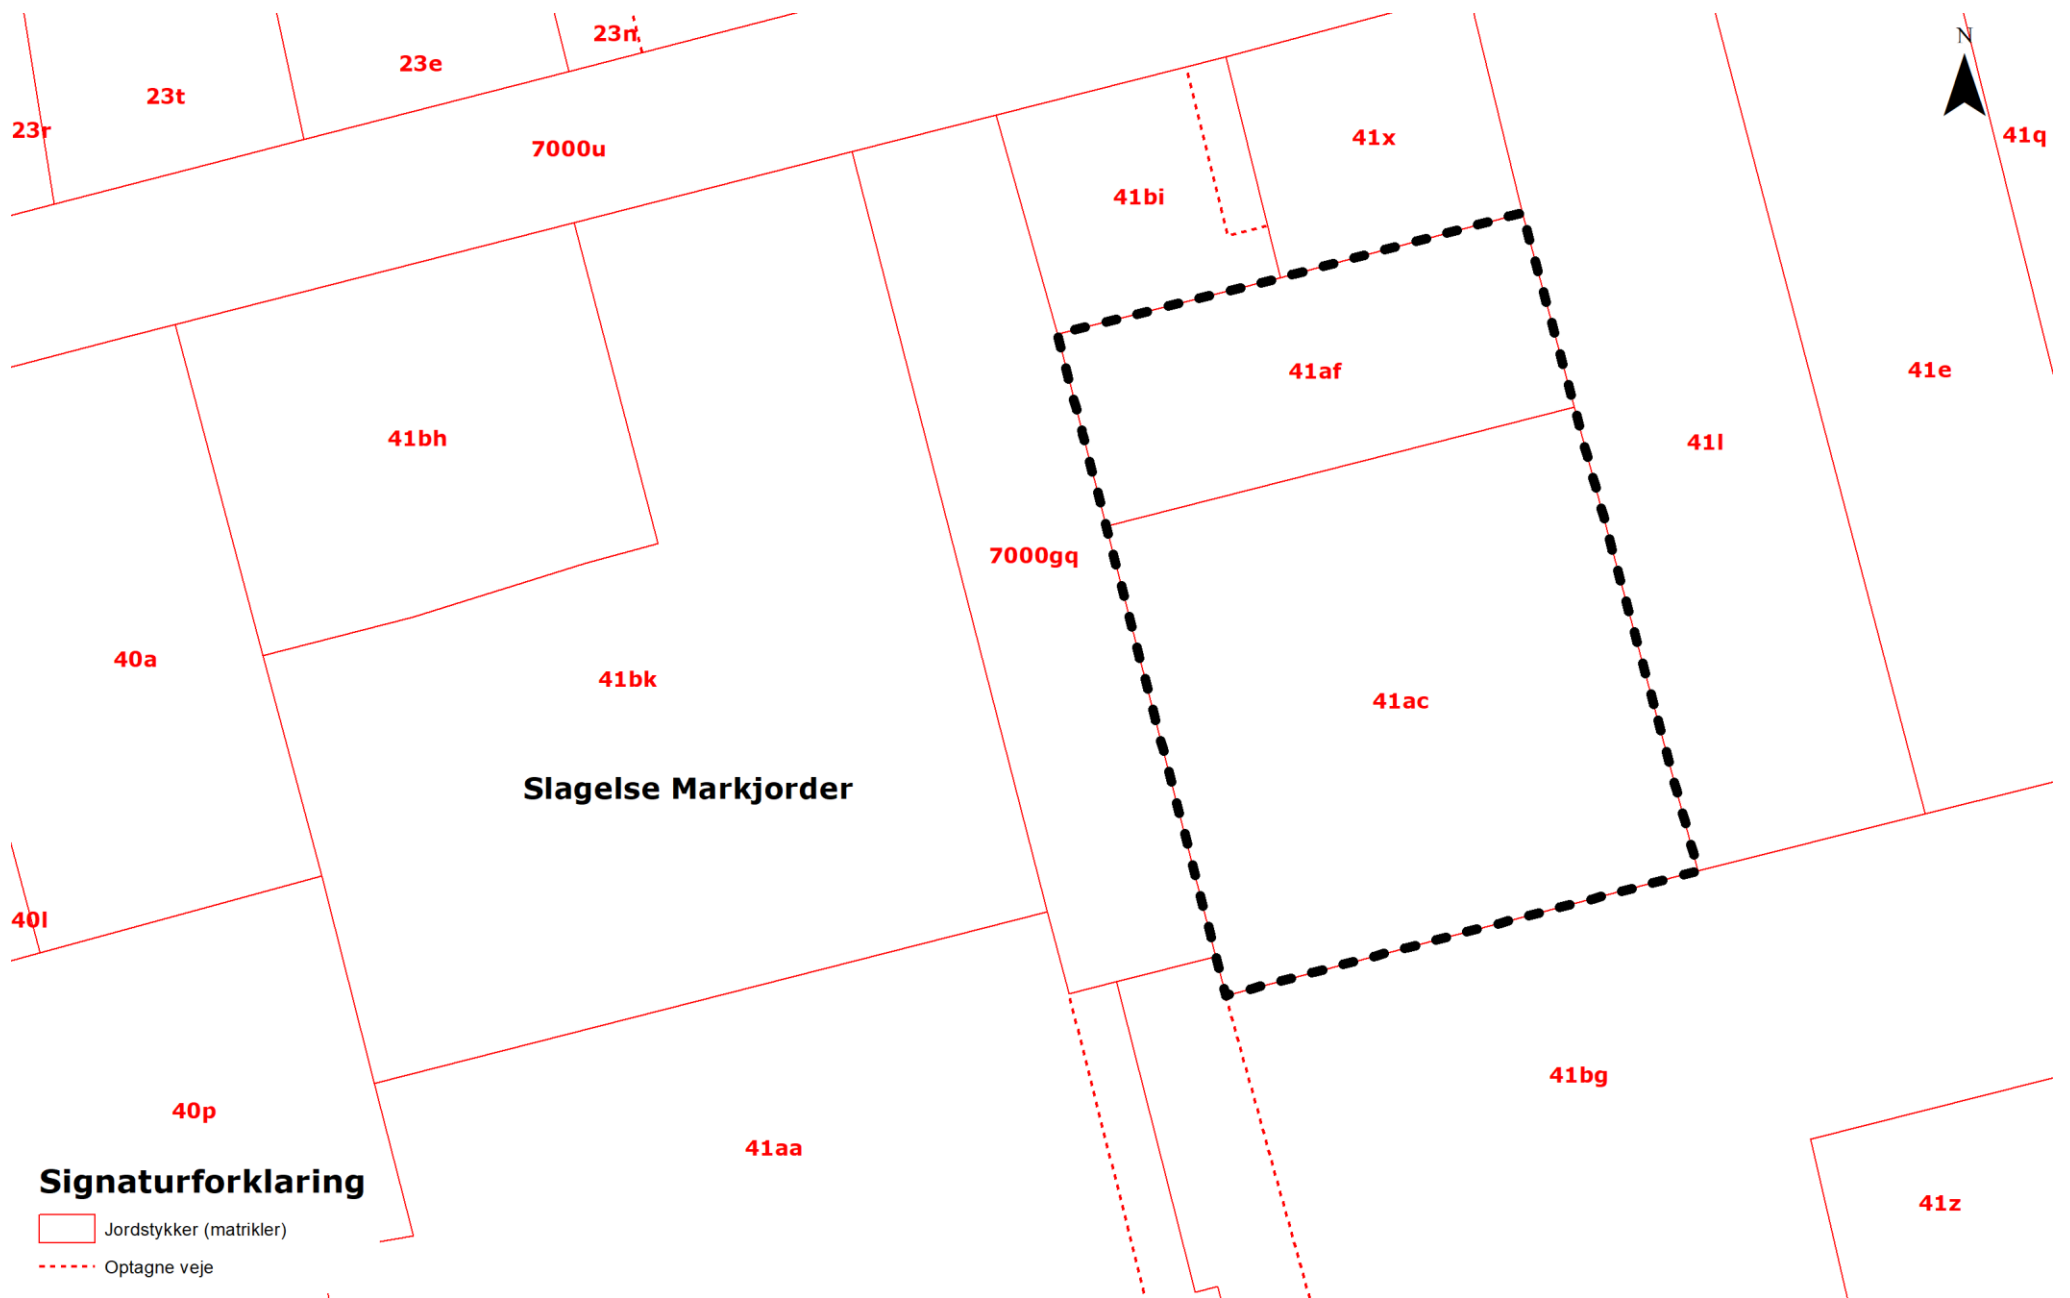 23n
N
23e
23t
23r
41x
41q
7000u
41bi
41af
41e
41bh
41l
7000gq
40a
41bk
41ac
Slagelse Markjorder
40l
41bg
40p
41aa
Signaturforklaring
41z
Jordstykker (matrikler)
Optagne veje